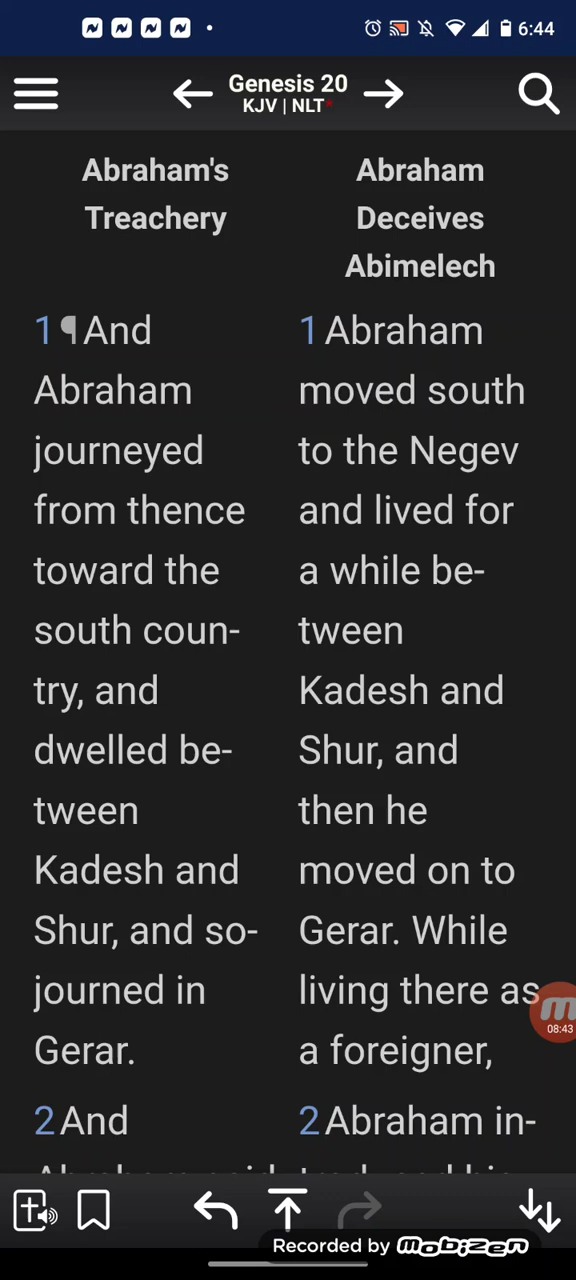 6:44
Genesis 20
KJV | NLT*
Abraham's
Treachery
1 ¶ And
Abraham
journeyed
from thence
toward the
south coun-
try, and
dwelled be-
tween
Kadesh and
Shur, and so-
journed in
Gerar.
2 And
Abraham
Deceives
Abimelech
1 Abraham
moved south
to the Negev
and lived for
a while be-
tween
Kadesh and
Shur, and
then he
moved on to
Gerar. While
living there as
a foreigner,
2 Abraham in-
m
08:43
Recorded by mobizen